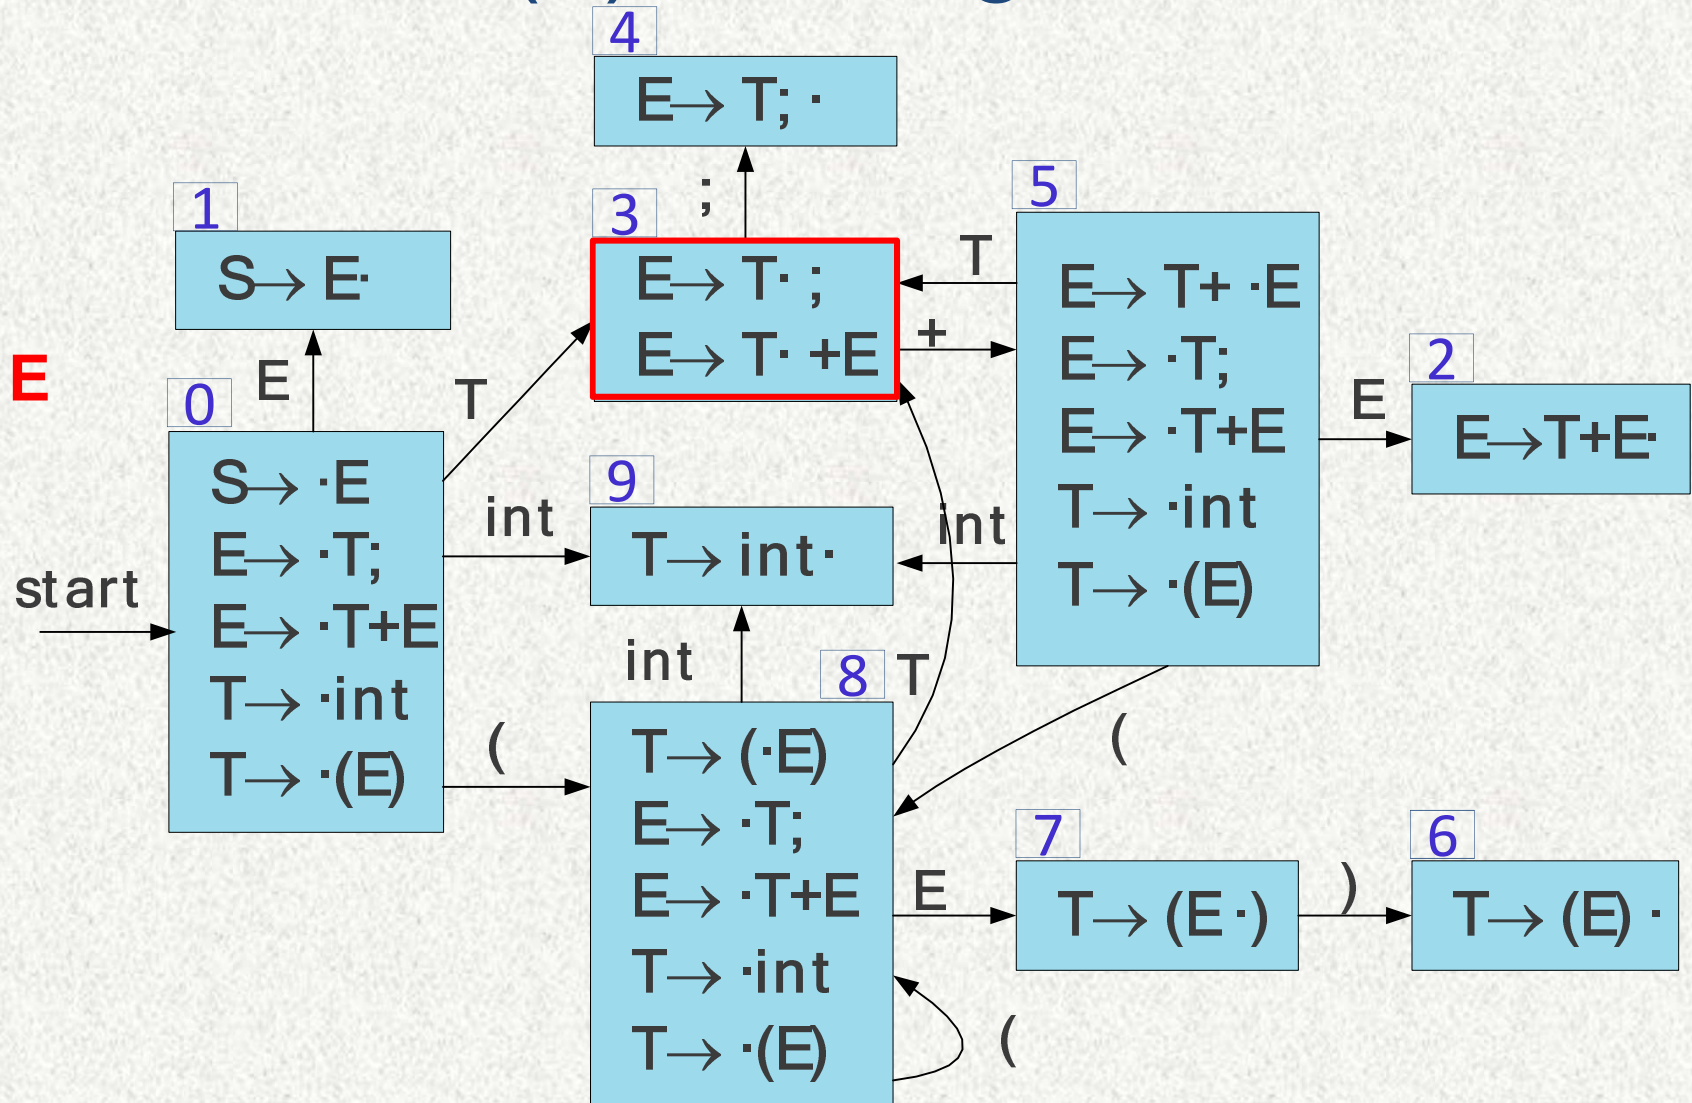 4
E→ T; ·
;
1
S→ E·
3
E→ T· ;
E→ T· +E
T
+
5
E→ T+ ·E
E→ ·T;
E→ ·T+E
T→ ·int
T→ ·(E)
E
2
E→T+E·
E
E
T
0
S→ ·E
E→ ·T;
E→ ·T+E
T→ ·int
T→ ·(E)
start
int
9
T→ int·
int
int
(
8
T
T→ (·E)
E→ ·T;
E→ ·T+E
T→ ·int
T→ ·(E)
(
E
7
T→ (E ·)
)
6
T→ (E) ·
(